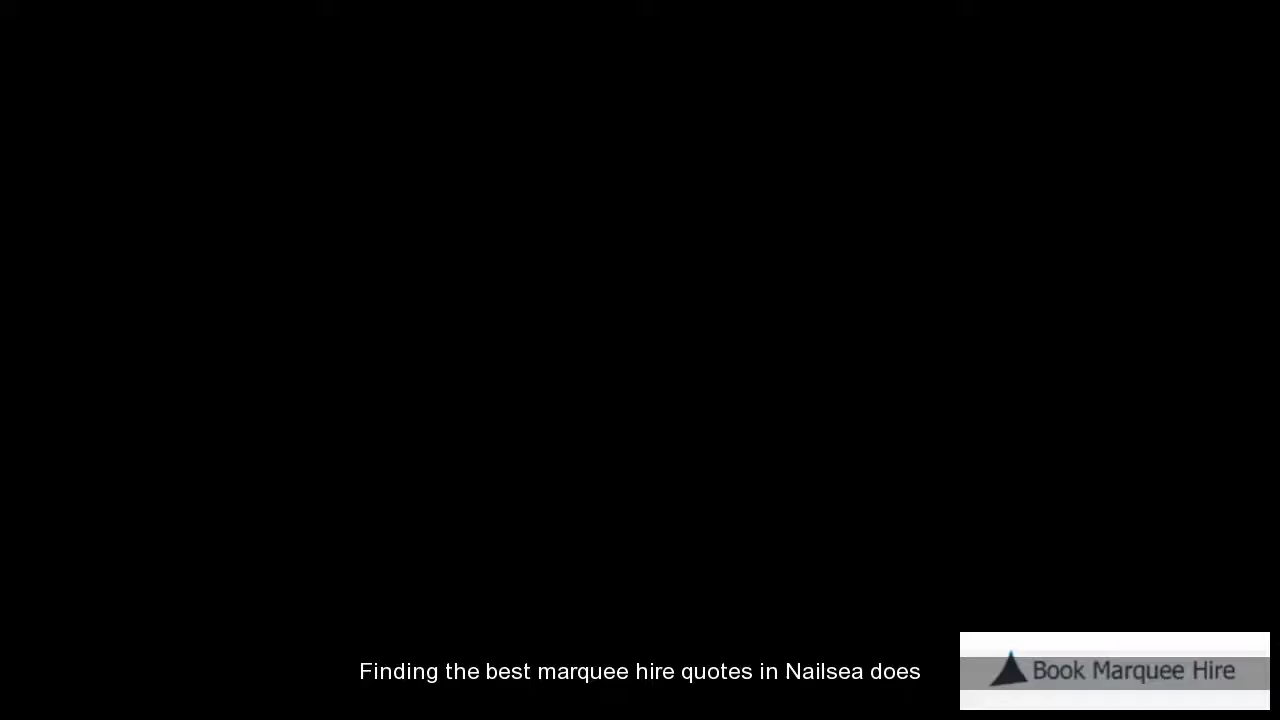 Finding the best marquee hire quotes in Nailsea does
Book Marquee Hire